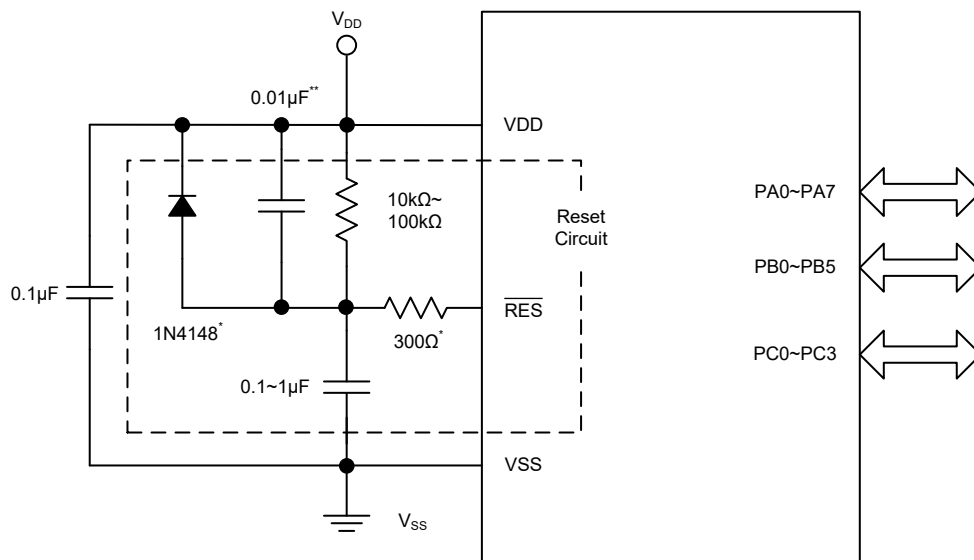 V_DD
0.01µF**
VDD
10kΩ~
100kΩ
Reset
Circuit
PA0~PA7
PB0~PB5
PC0~PC3
0.1µF
1N4148*
300Ω*
R̅E̅S̅
0.1~1µF
VSS
V_SS